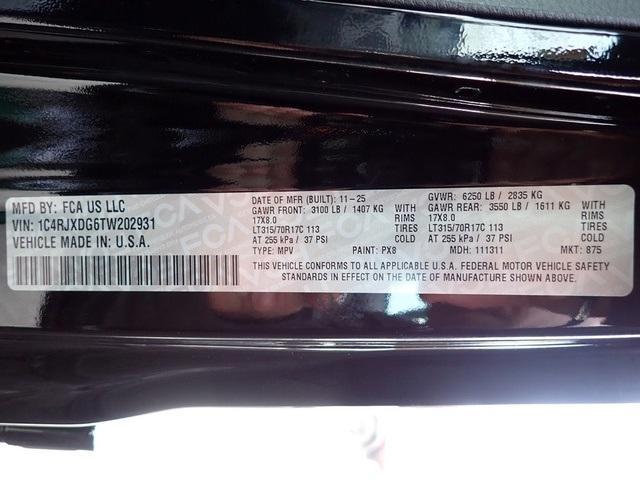 MFD BY: FCA US LLC
VIN: 1C4RJXDG6TW202931
VEHICLE MADE IN: U.S.A.
DATE OF MFR (BUILT): 11-25 GVWR: 6250 LB / 2835 KG
GAWR FRONT: 3100 LB / 1407 KG WITH GAWR REAR: 3550 LB / 1611 KG WITH
17X8.0 RIMS 17X8.0 RIMS
LT315/70R17C 113 TIRES LT315/70R17C 113 TIRES
AT 255 kPa / 37 PSI COLD AT 255 kPa / 37 PSI COLD
TYPE: MPV PAINT: PX8 MDH: 111311 MKT: 875
THIS VEHICLE CONFORMS TO ALL APPLICABLE U.S.A. FEDERAL MOTOR VEHICLE SAFETY
STANDARDS IN EFFECT ON THE DATE OF MANUFACTURE SHOWN ABOVE.